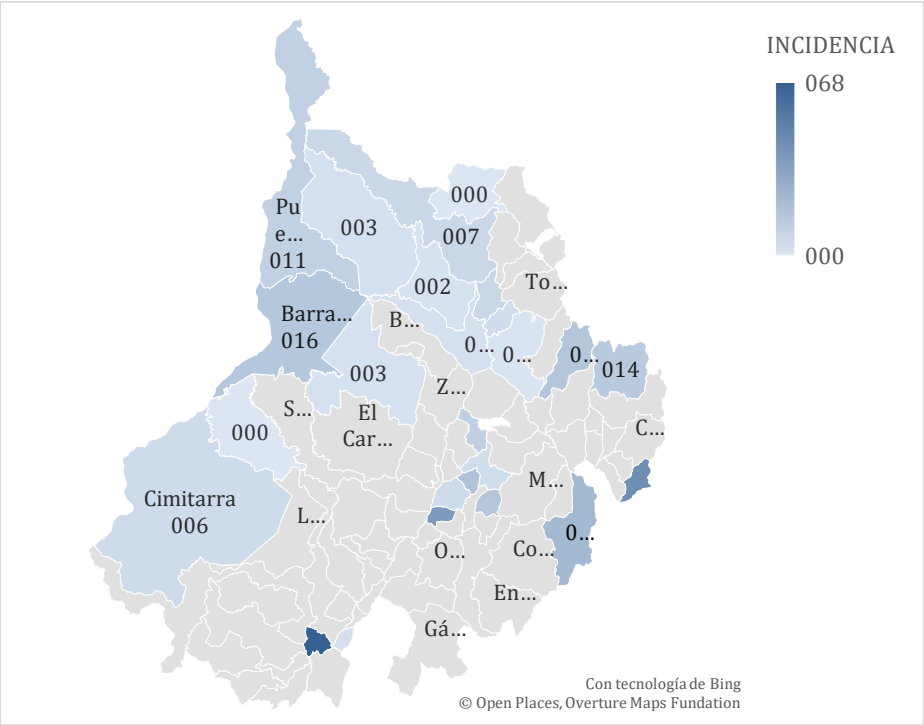 INCIDENCIA
068
000
000
Pu
e...
011
003
007
002
To...
Barra...
016
B...
0...
0...
0...
014
003
Z...
S...
El
Car...
000
C...
Cimitarra
006
L...
M...
O...
Co...
0...
En...
Gá...
Con tecnología de Bing
© Open Places, Overture Maps Foundation